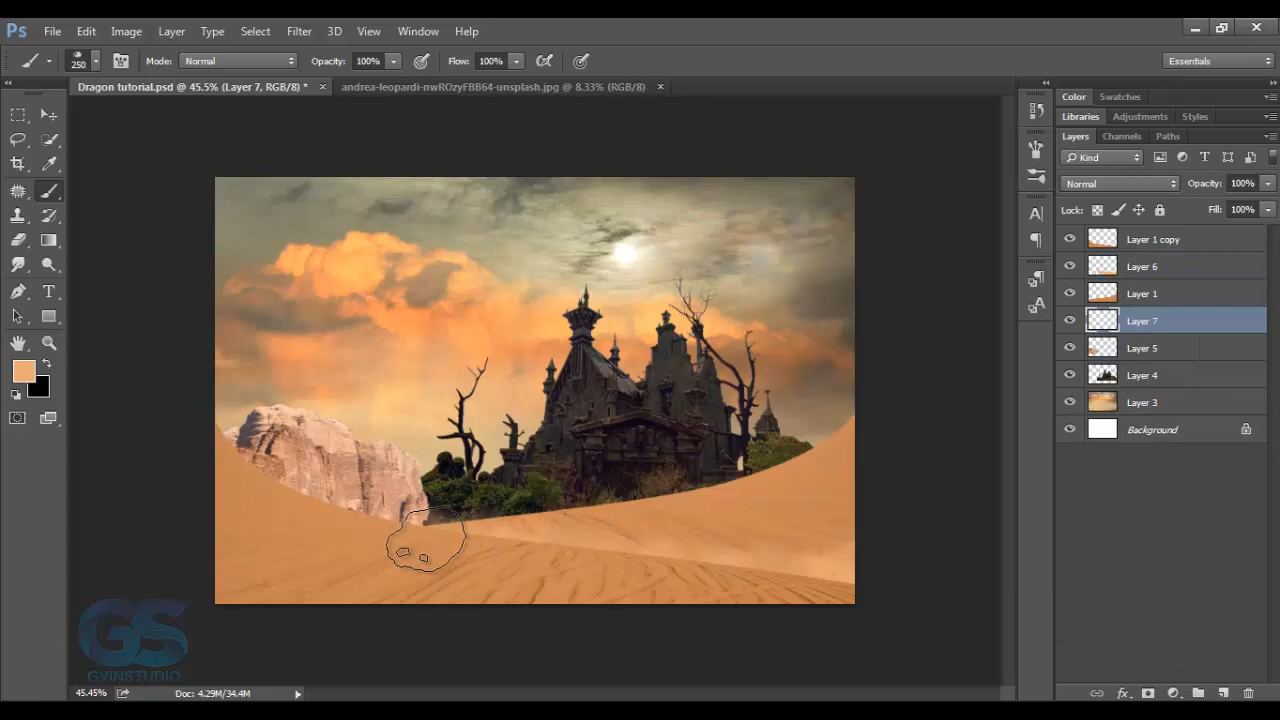 Ps File Edit Image Layer Type Select Filter 3D View Window Help
250 Mode: Normal Opacity: 100% Flow: 100% Essentials
Dragon tutorial.psd @ 45.5% (Layer 7, RGB/8) * × andrea-leopardi-nwROzyFBB64-unsplash.jpg @ 8.33% (RGB/8) ×
Color Swatches
Libraries Adjustments Styles
Layers Channels Paths
Kind
Normal Opacity: 100%
Lock: Fill: 100%
Layer 1 copy
Layer 6
Layer 1
Layer 7
Layer 5
Layer 4
Layer 3
Background
GS
GVINSTUDIO
45.45% Doc: 4.29M/34.4M